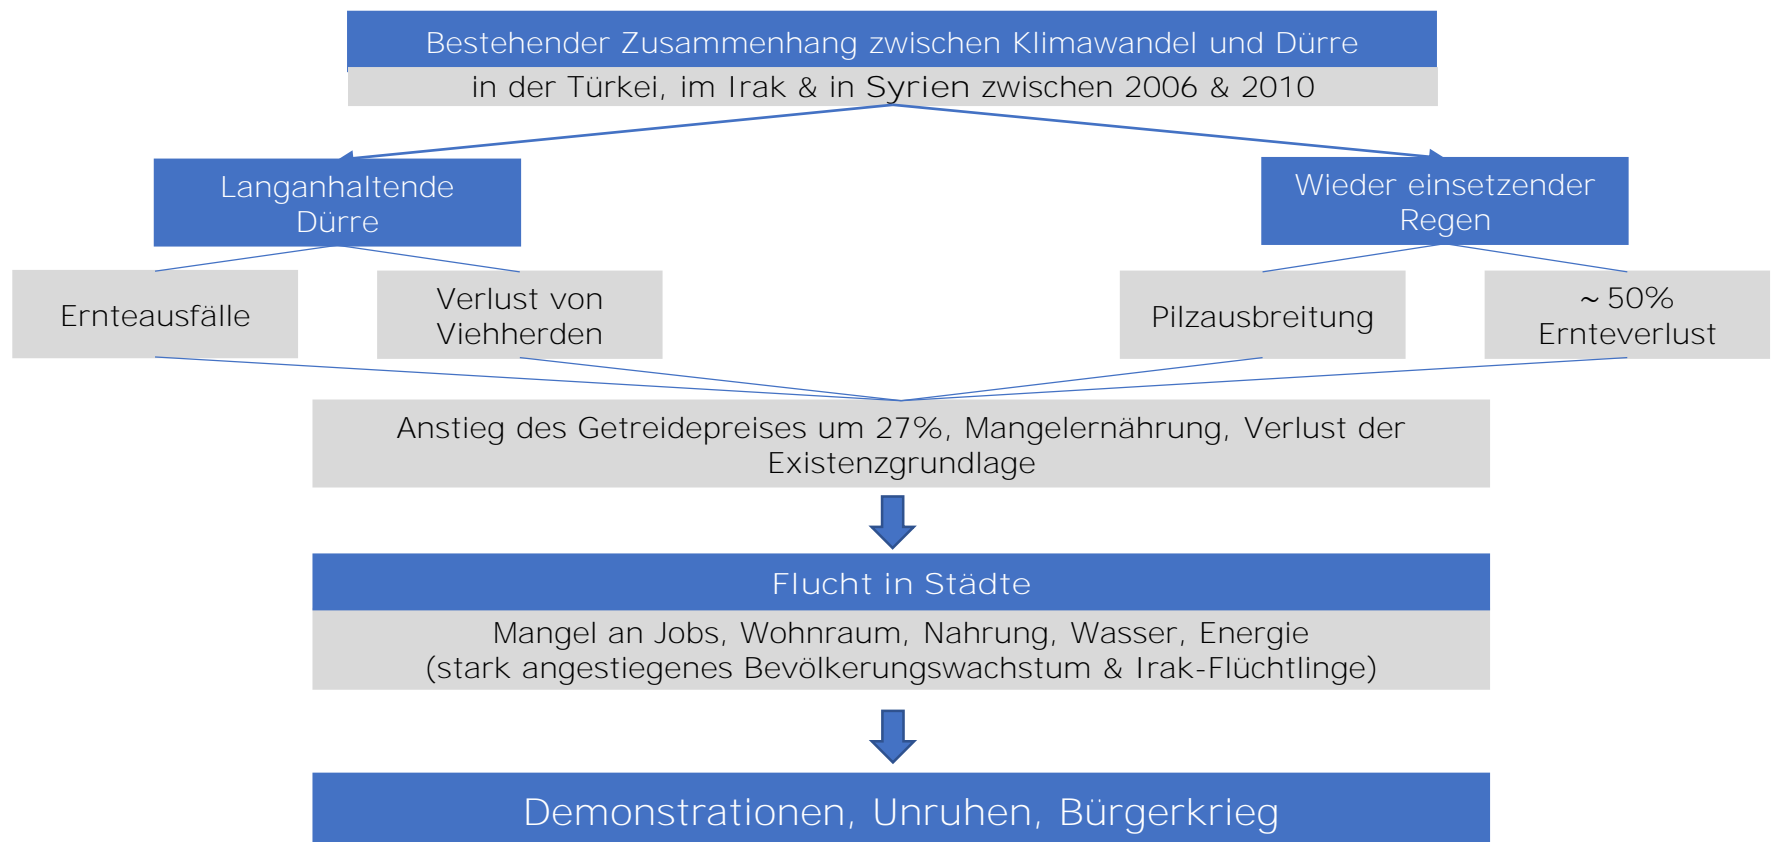 Bestehender Zusammenhang zwischen Klimawandel und Dürre
in der Türkei, im Irak & in Syrien zwischen 2006 & 2010
Langanhaltende
Dürre
Wieder einsetzender
Regen
Ernteausfälle
Verlust von
Viehherden
Pilzausbreitung
~ 50%
Ernteverlust
Anstieg des Getreidepreises um 27%, Mangelernährung, Verlust der
Existenzgrundlage
Flucht in Städte
Mangel an Jobs, Wohnraum, Nahrung, Wasser, Energie
(stark angestiegenes Bevölkerungswachstum & Irak-Flüchtlinge)
Demonstrationen, Unruhen, Bürgerkrieg